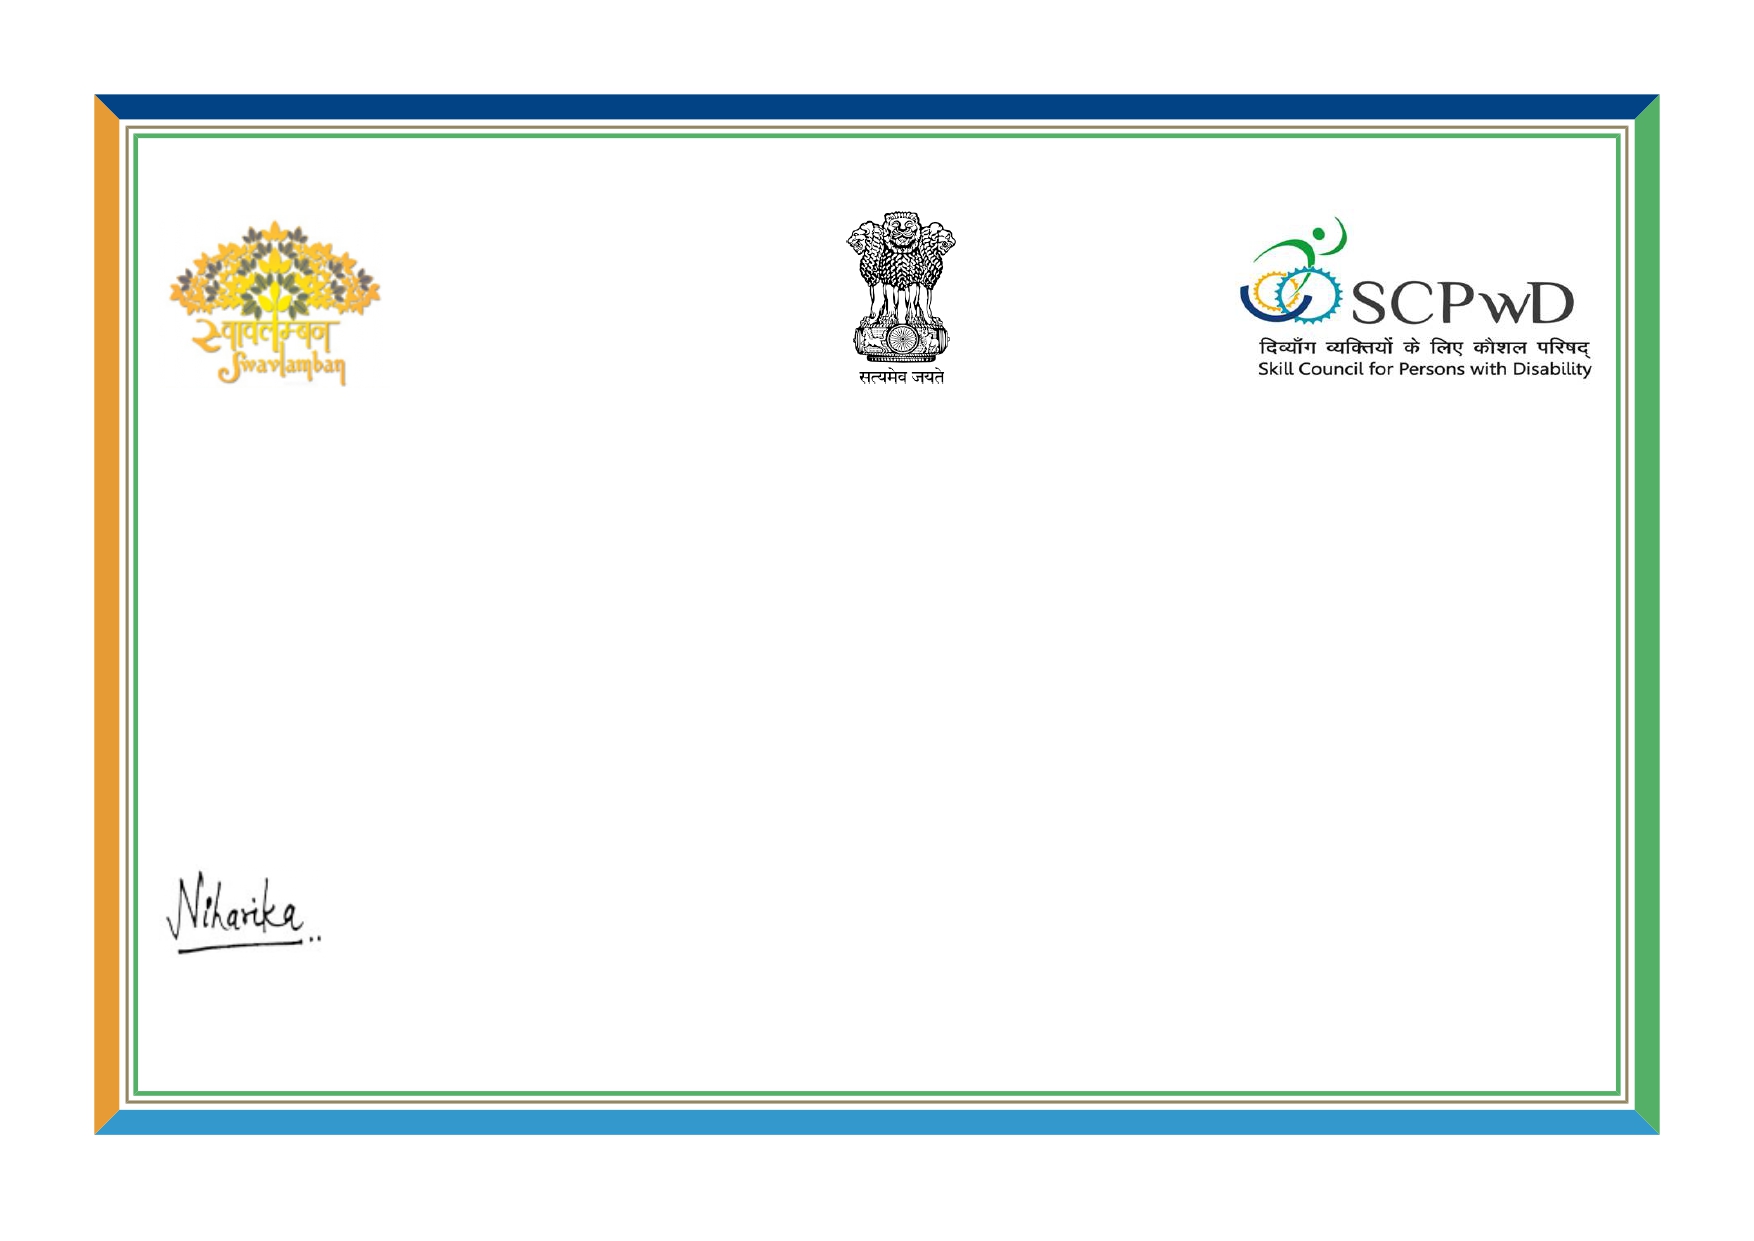 स्वावलम्बन
Swavlamban
सत्यमेव जयते
SCPwD
दिव्याँग व्यक्तियों के लिए कौशल परिषद्
Skill Council for Persons with Disability
Niharika..